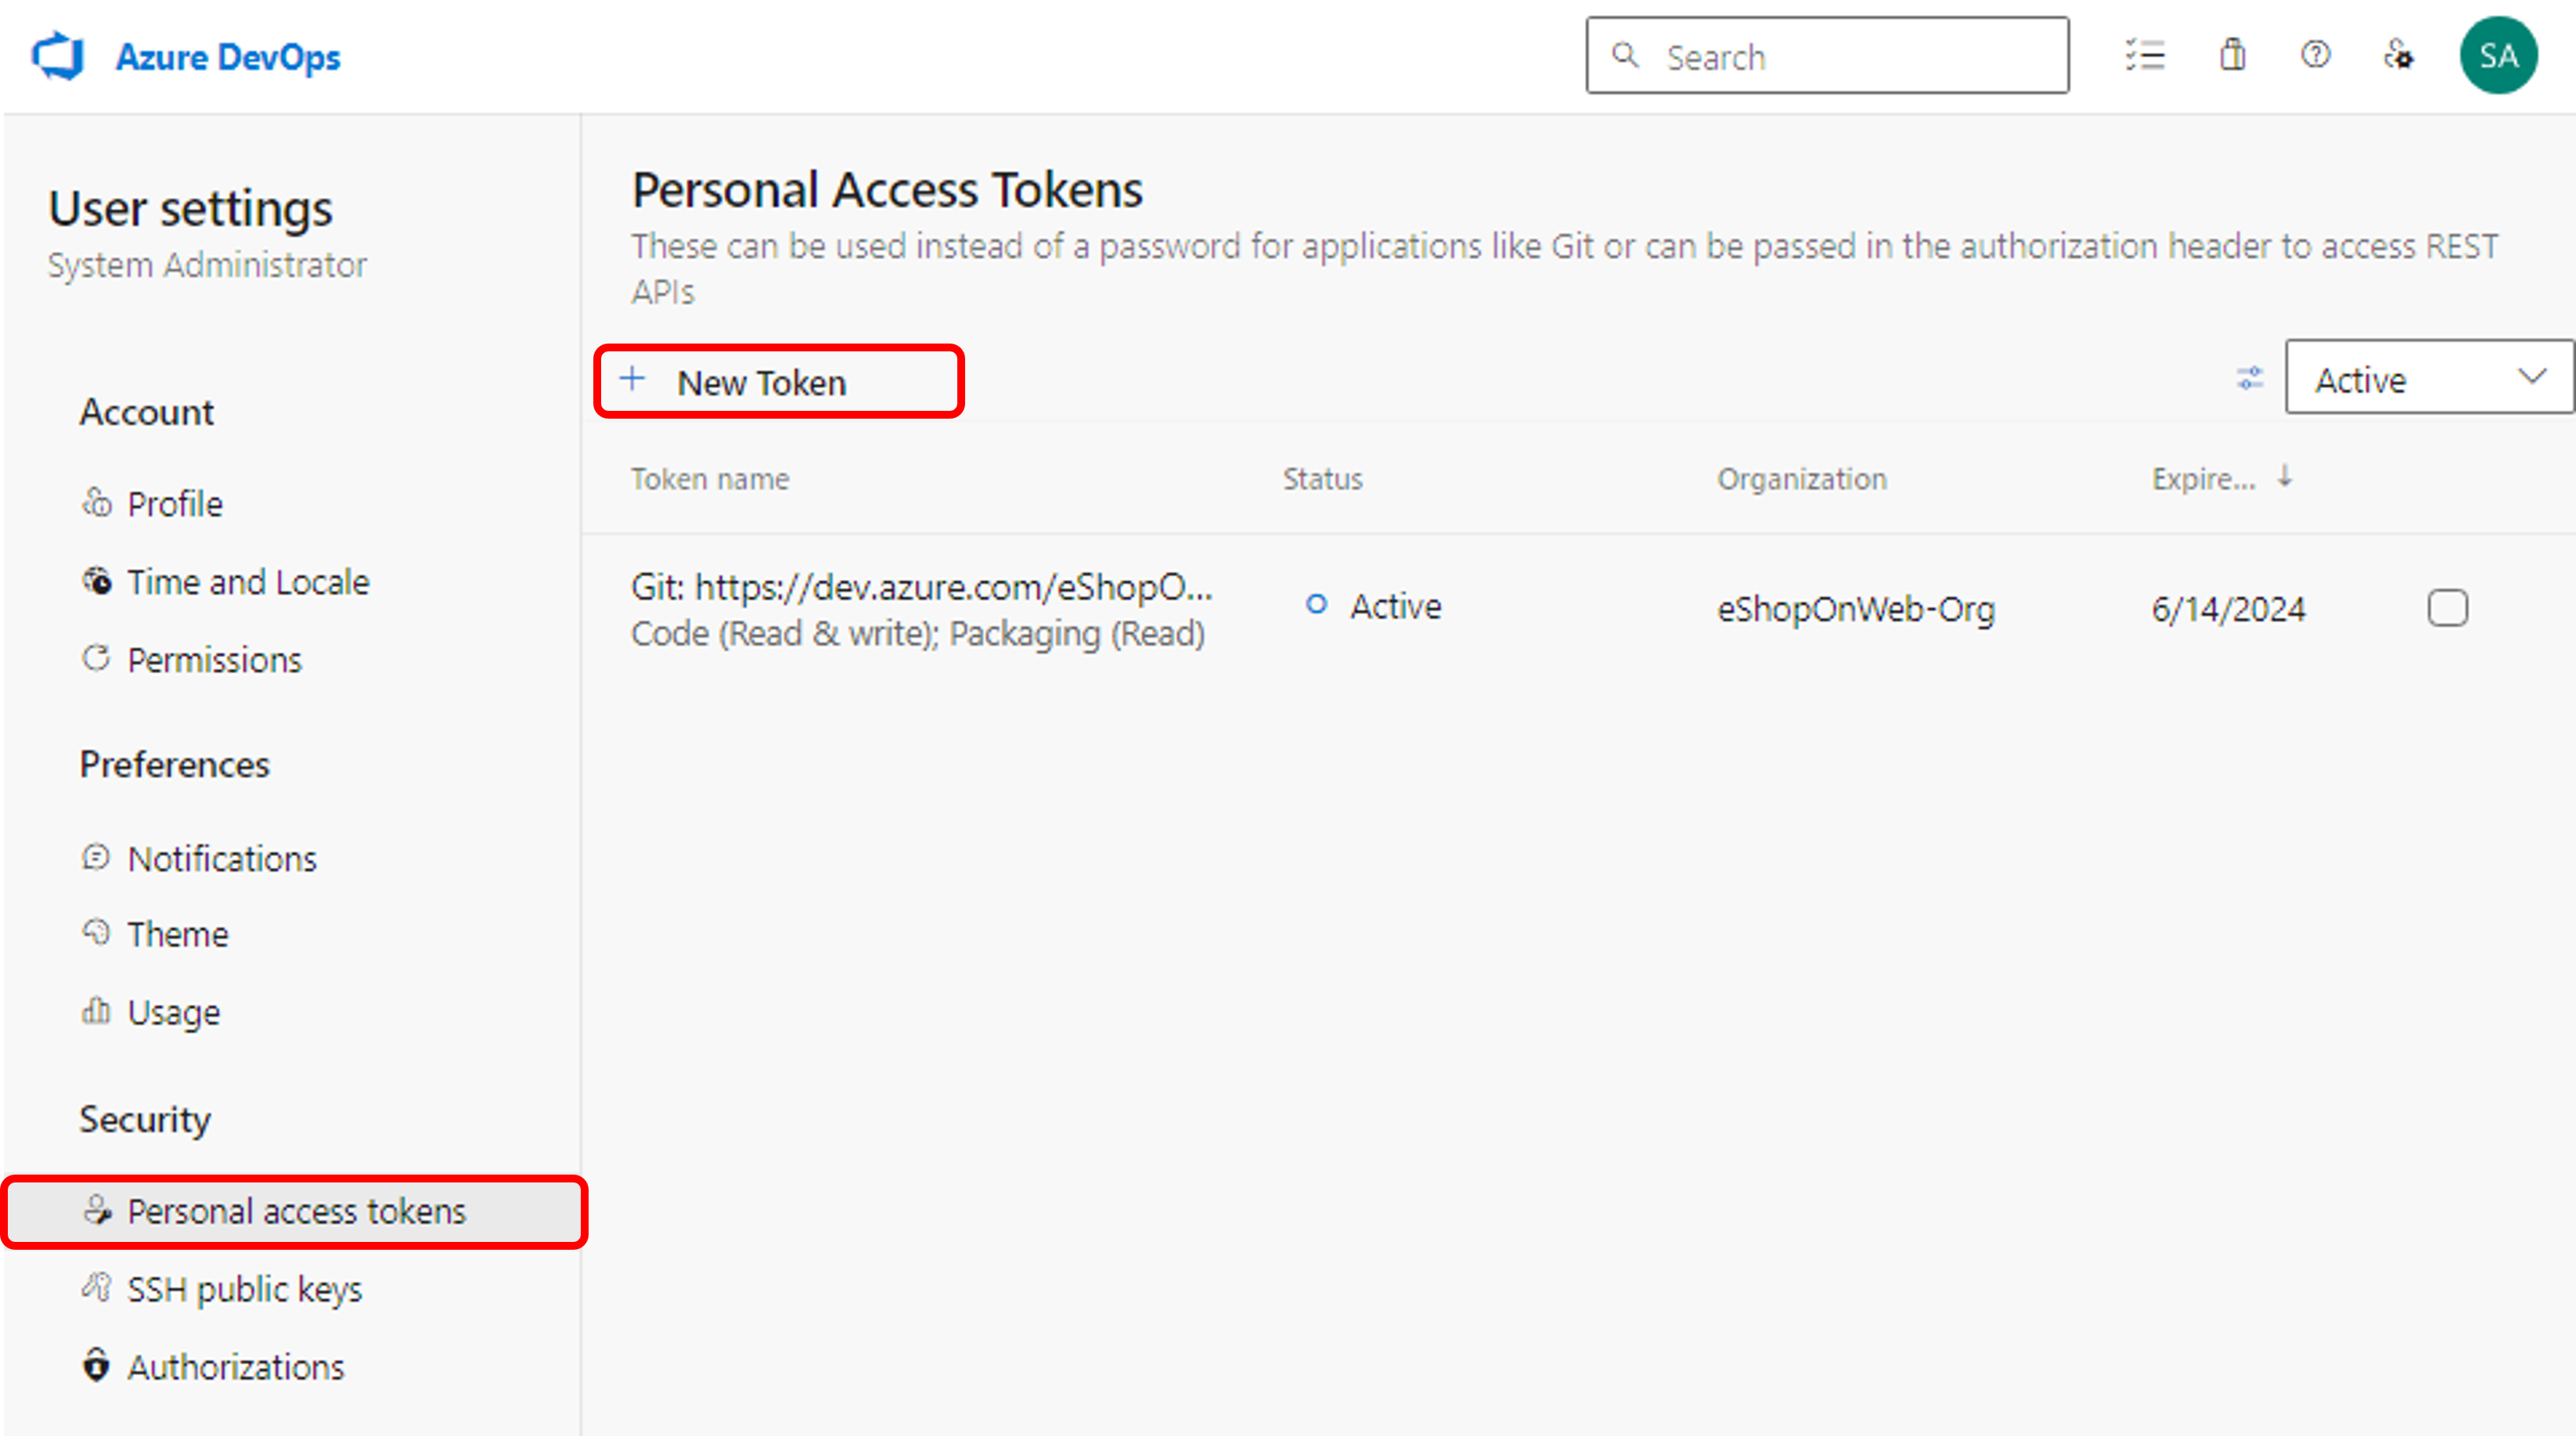 Azure DevOps
Search
SA
User settings
System Administrator
Account
Profile
Time and Locale
Permissions
Preferences
Notifications
Theme
Usage
Security
Personal access tokens
SSH public keys
Authorizations
Personal Access Tokens
These can be used instead of a password for applications like Git or can be passed in the authorization header to access REST
APIs
New Token
Active
Token name Status Organization Expire...
Git: https://dev.azure.com/eShopO... Active eShopOnWeb-Org 6/14/2024
Code (Read & write); Packaging (Read)